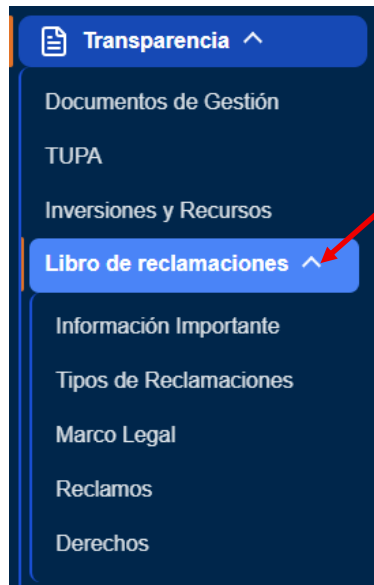 Transparencia
Documentos de Gestión
TUPA
Inversiones y Recursos
Libro de reclamaciones
Información Importante
Tipos de Reclamaciones
Marco Legal
Reclamos
Derechos